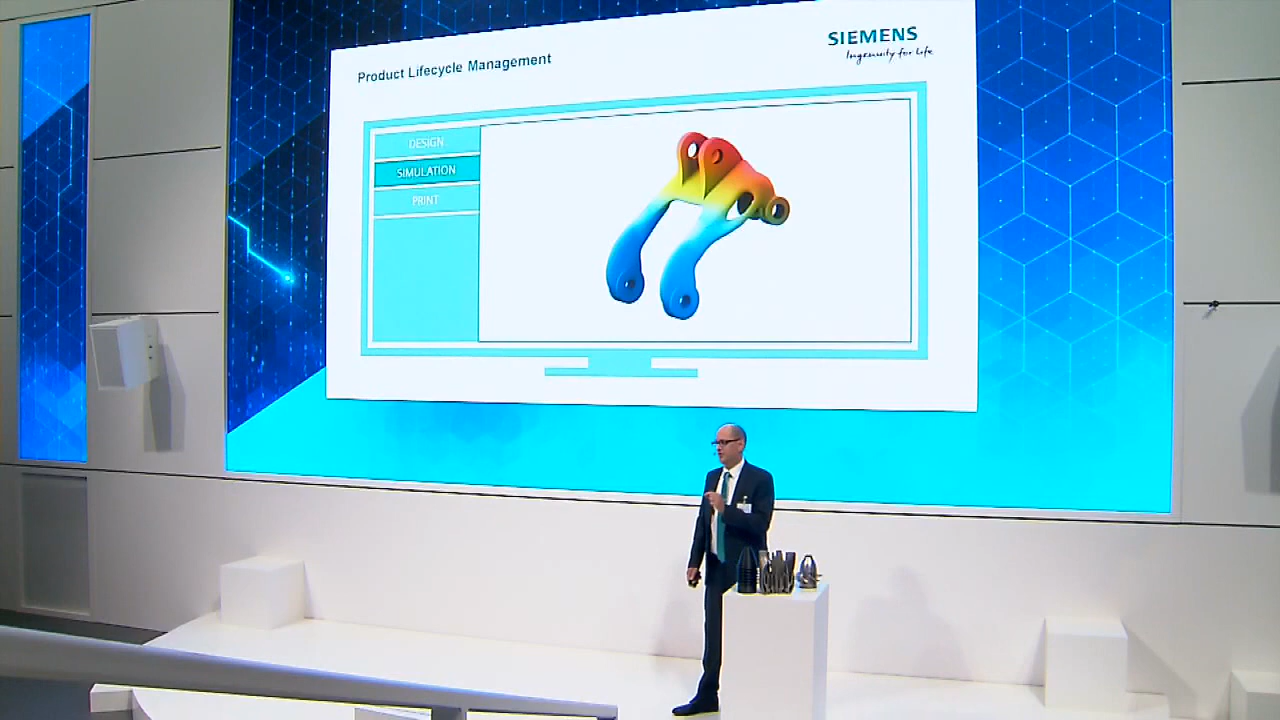 SIEMENS
Ingenuity for life
Product Lifecycle Management
DESIGN
SIMULATION
PRINT